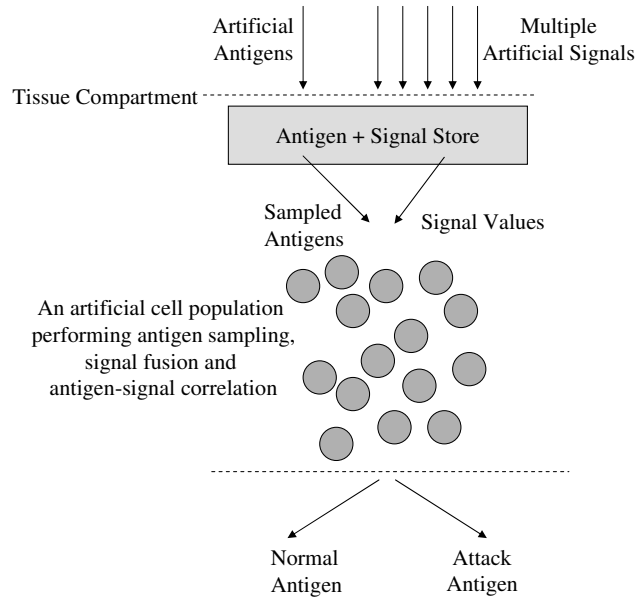 Artificial
Antigens
Multiple
Artificial Signals
Tissue Compartment
Antigen + Signal Store
Sampled
Antigens
Signal Values
An artificial cell population
performing antigen sampling,
signal fusion and
antigen-signal correlation
Normal
Antigen
Attack
Antigen